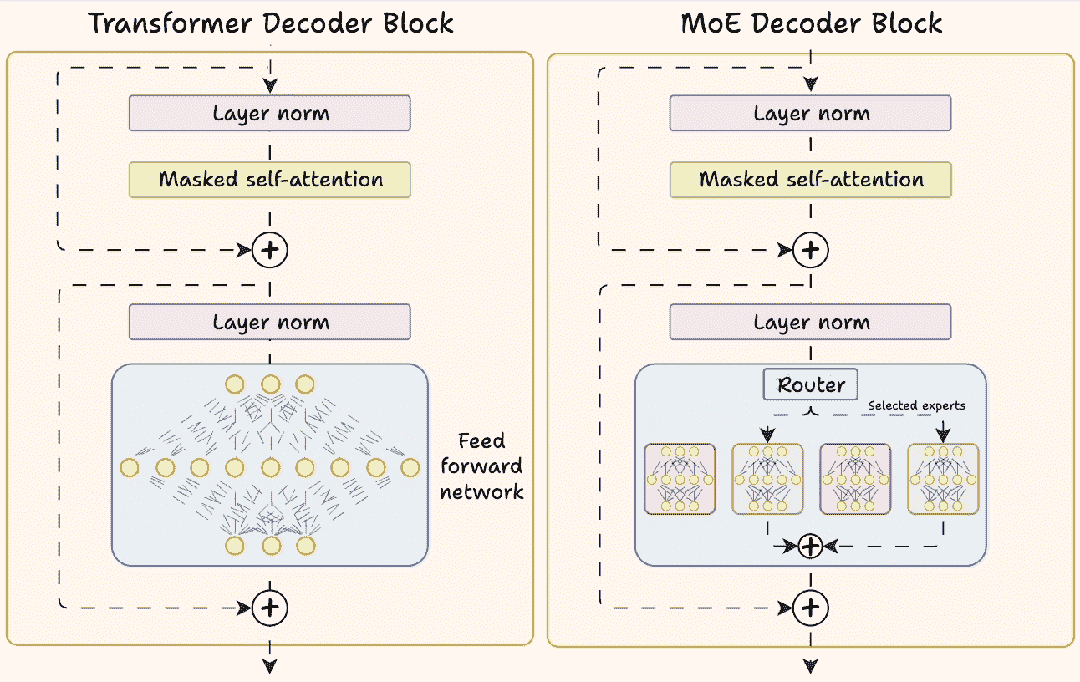 Transformer Decoder Block
Layer norm
Masked self-attention
Layer norm
Feed
forward
network
MoE Decoder Block
Layer norm
Masked self-attention
Layer norm
Router
Selected experts